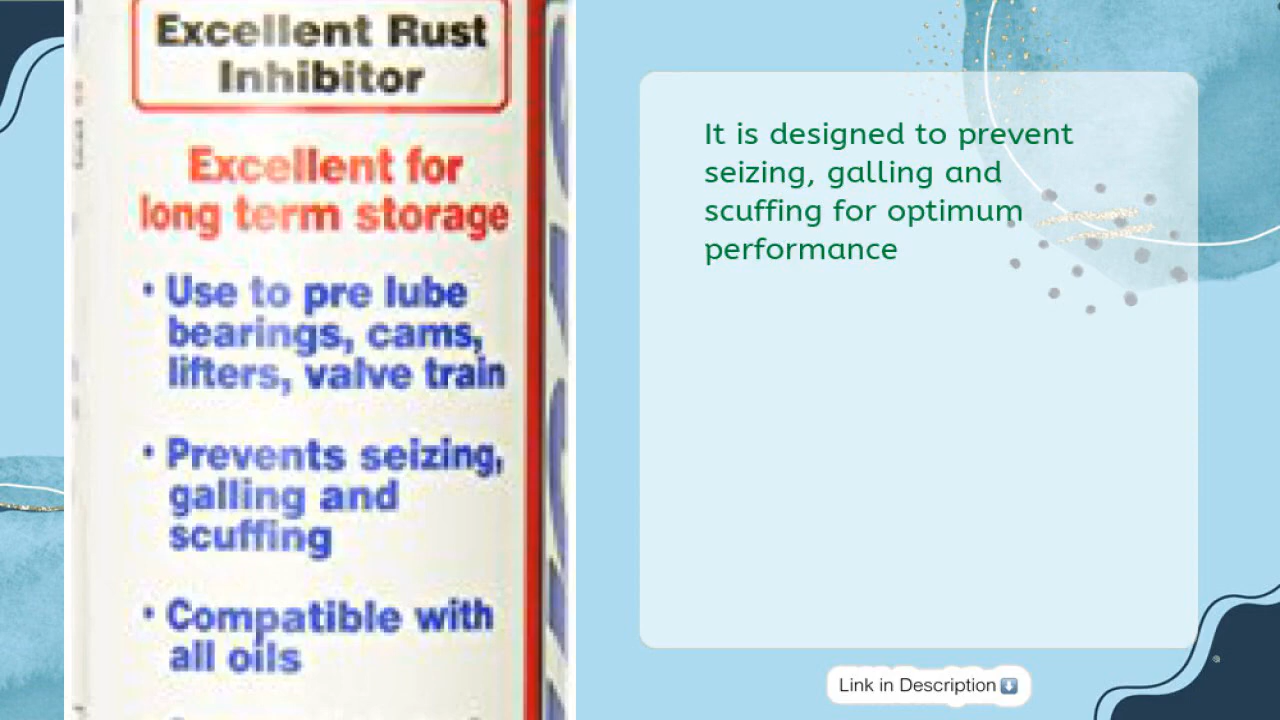 Excellent Rust
Inhibitor
Excellent for
long term storage
• Use to pre lube
bearings, cams,
lifters, valve train
• Prevents seizing,
galling and
scuffing
• Compatible with
all oils
It is designed to prevent
seizing, galling and
scuffing for optimum
performance
Link in Description⬇️